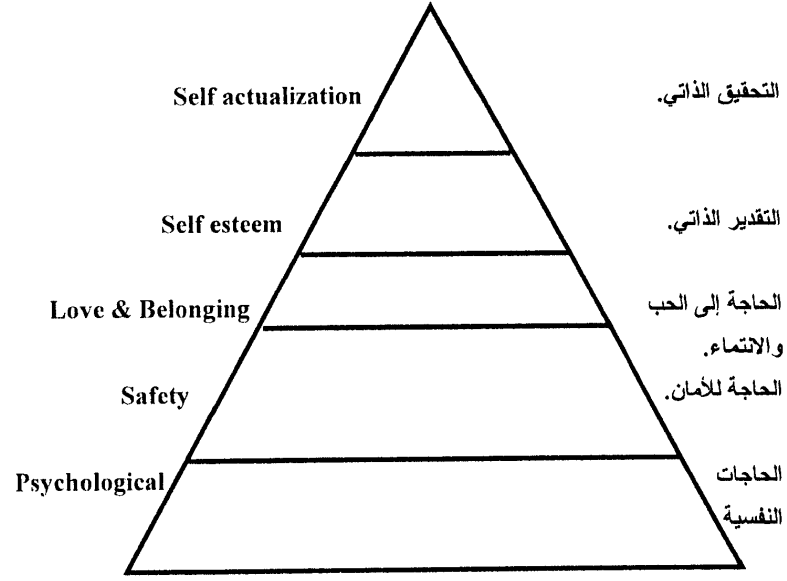 Self actualization
التحقيق الذاتي.
Self esteem
التقدير الذاتي.
Love & Belonging
الحاجة إلى الحب
والانتماء.
Safety
الحاجة للأمان.
Psychological
الحاجات
النفسية